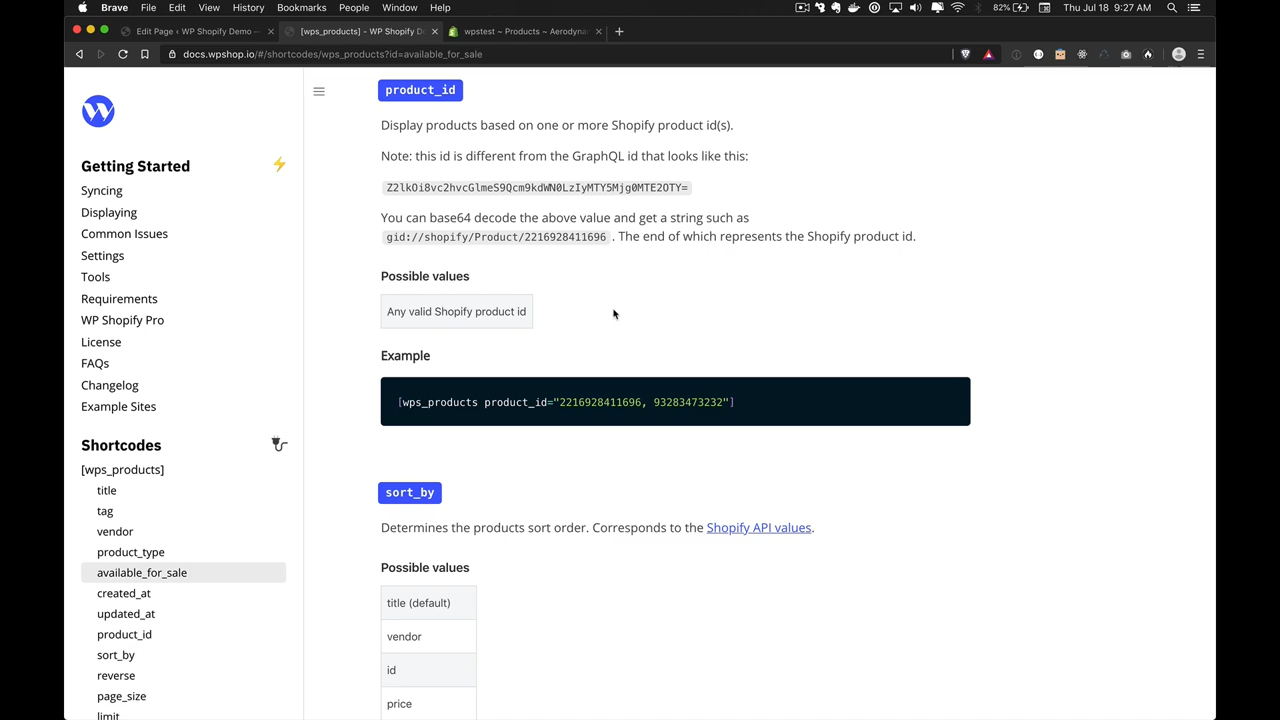 Brave File Edit View History Bookmarks People Window Help 82% Thu Jul 18 9:27 AM
Edit Page ‹ WP Shopify Demo — × [wps_products] - WP Shopify D × wpstest ~ Products ~ Aerodyna ×
docs.wpshop.io/#/shortcodes/wps_products?id=available_for_sale
Getting Started
Syncing
Displaying
Common Issues
Settings
Tools
Requirements
WP Shopify Pro
License
FAQs
Changelog
Example Sites
Shortcodes
[wps_products]
title
tag
vendor
product_type
available_for_sale
created_at
updated_at
product_id
sort_by
reverse
page_size
limit
product_id
Display products based on one or more Shopify product id(s).
Note: this id is different from the GraphQL id that looks like this:
Z2lkOi8vc2hvcGlmeS9Qcm9kdWN0LzIyMTY5Mjg0MTE2OTY=
You can base64 decode the above value and get a string such as
gid://shopify/Product/2216928411696 . The end of which represents the Shopify product id.
Possible values
Any valid Shopify product id
Example
[wps_products product_id="2216928411696, 93283473232"]
sort_by
Determines the products sort order. Corresponds to the Shopify API values.
Possible values
title (default)
vendor
id
price